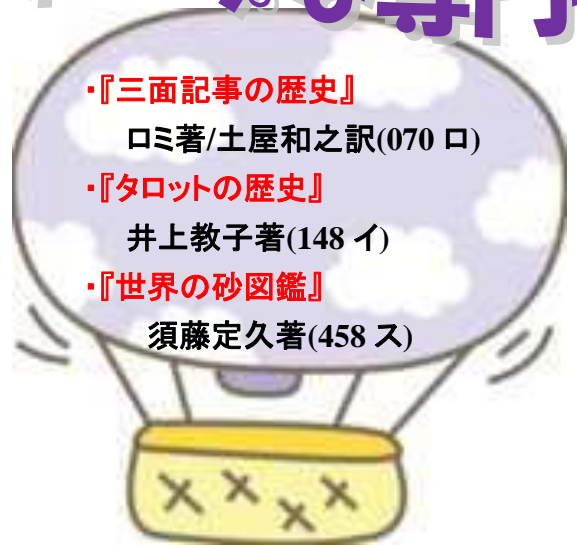 専門
・『三面記事の歴史』
ロミ著/土屋和之訳(070 ロ)
・『タロットの歴史』
井上教子著(148 イ)
・『世界の砂図鑑』
須藤定久著(458 ス)